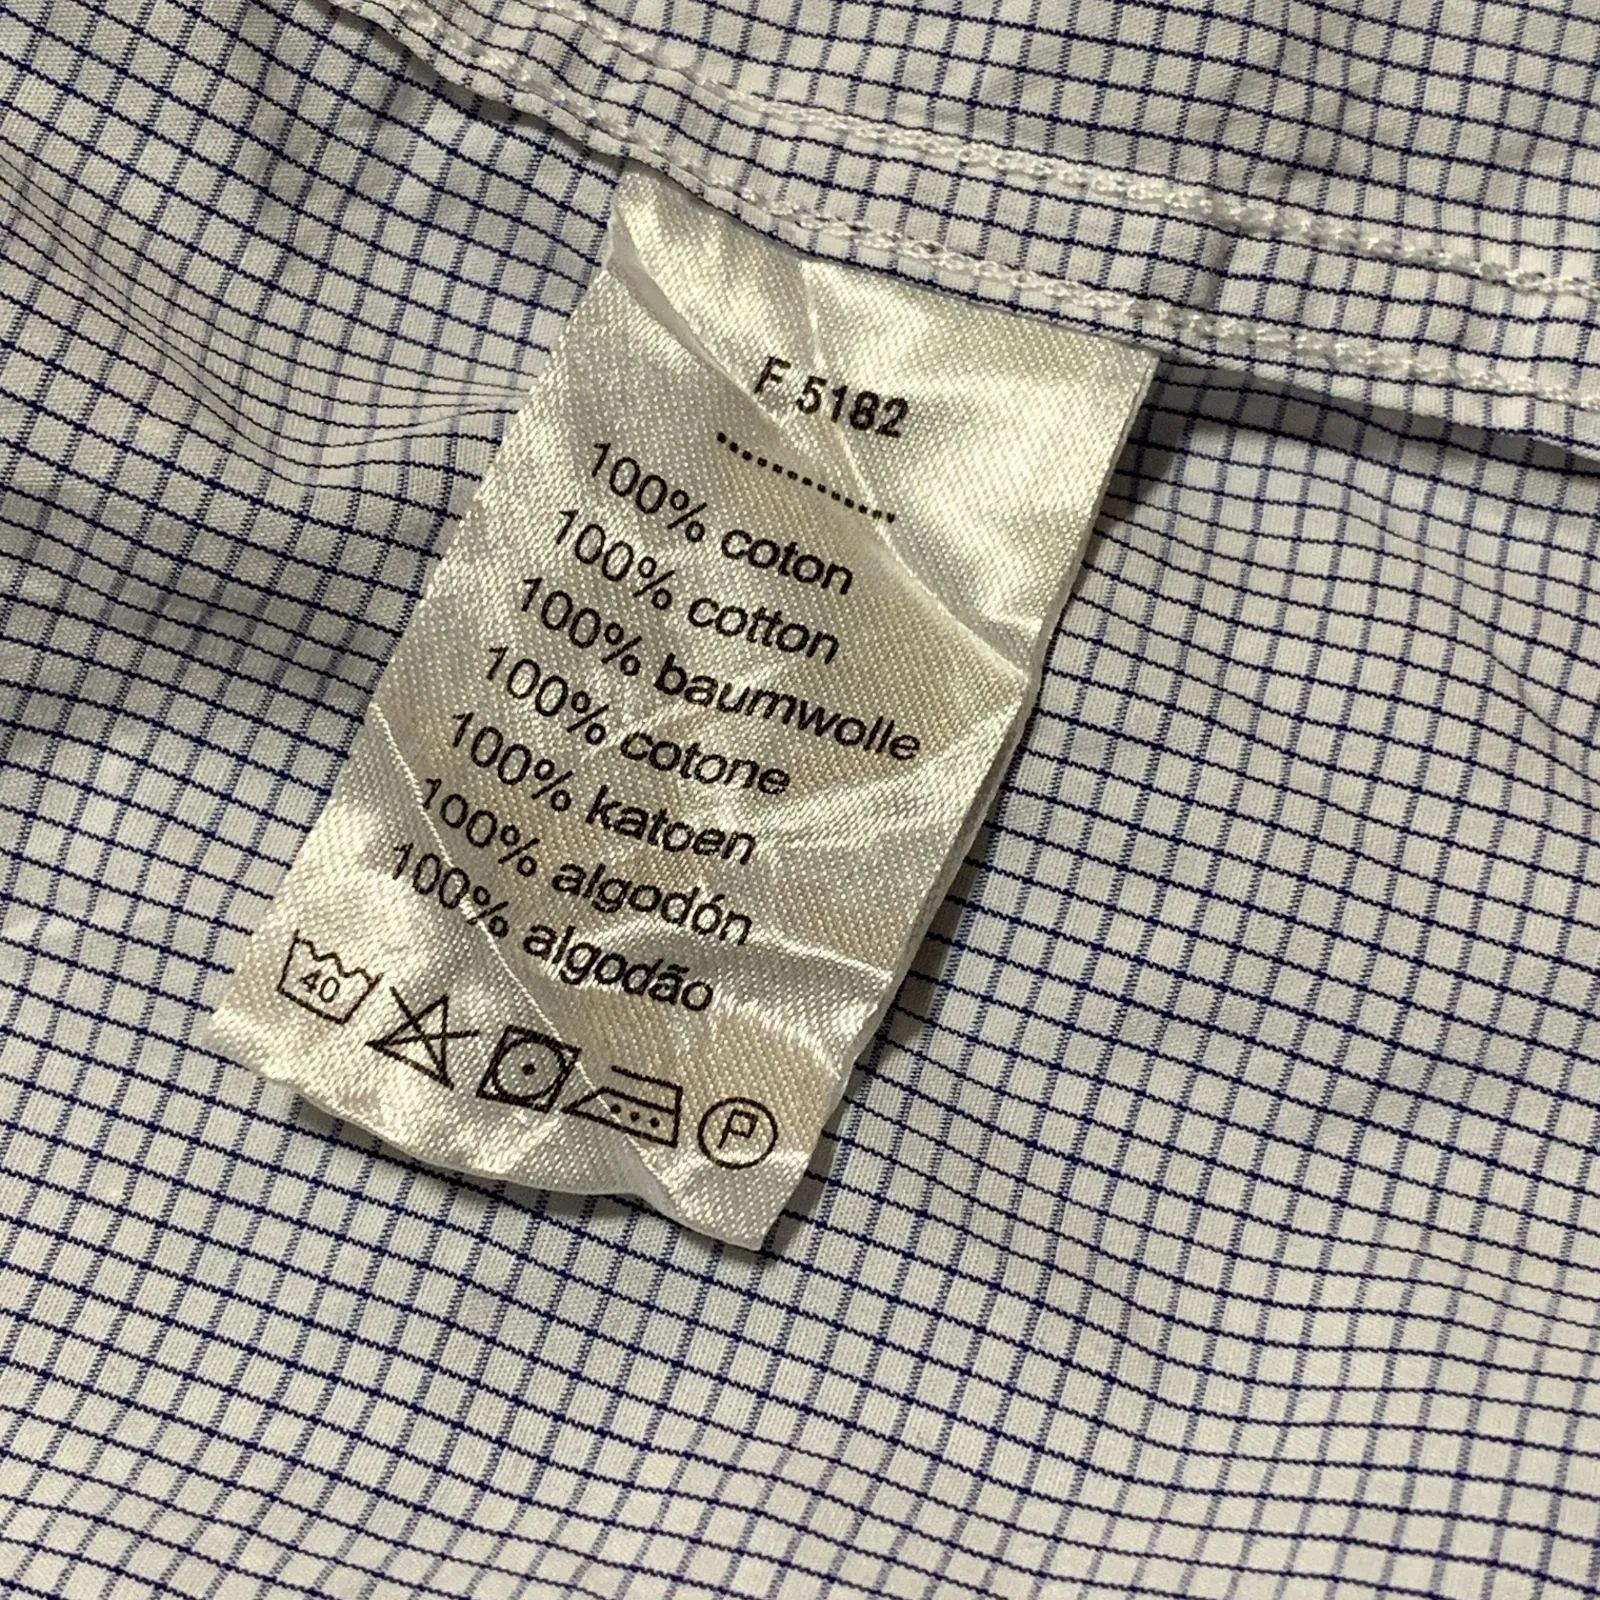 F 5182
100% coton
100% cotton
100% baumwolle
100% cotone
100% katoen
100% algodón
100% algodão
40
P